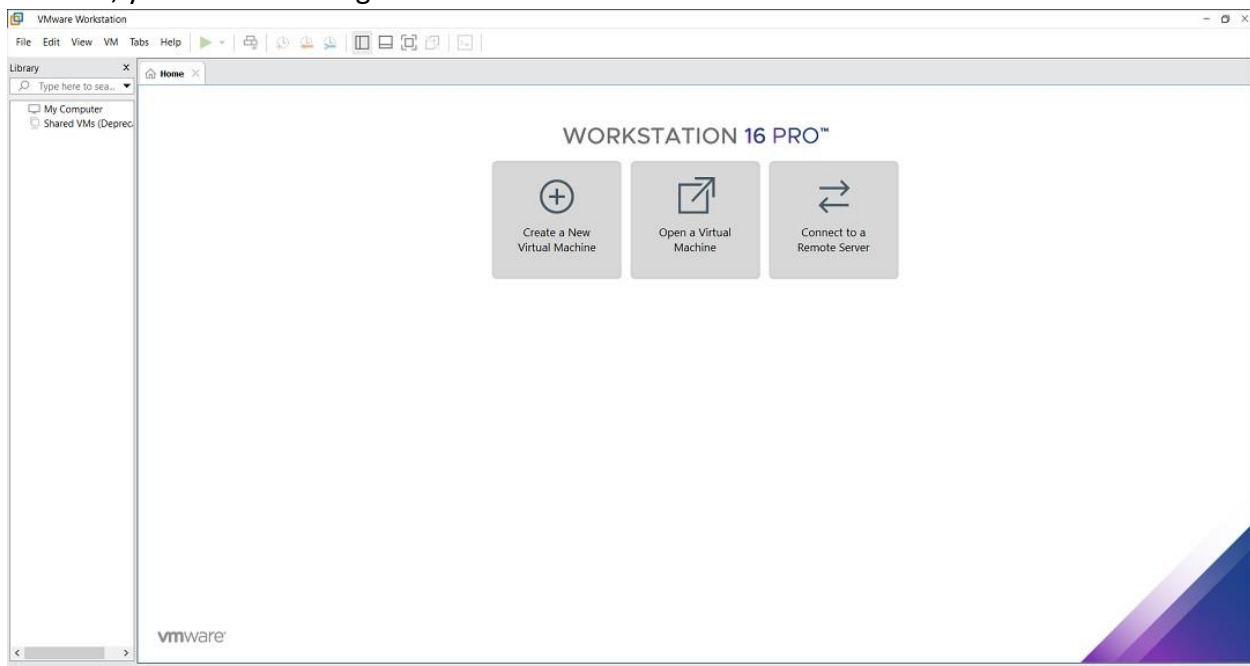 VMware Workstation
File Edit View VM Tabs Help
Library
Type here to sea...
My Computer
Shared VMs (Deprec
Home
WORKSTATION 16 PRO™
Create a New
Virtual Machine
Open a Virtual
Machine
Connect to a
Remote Server
vmware